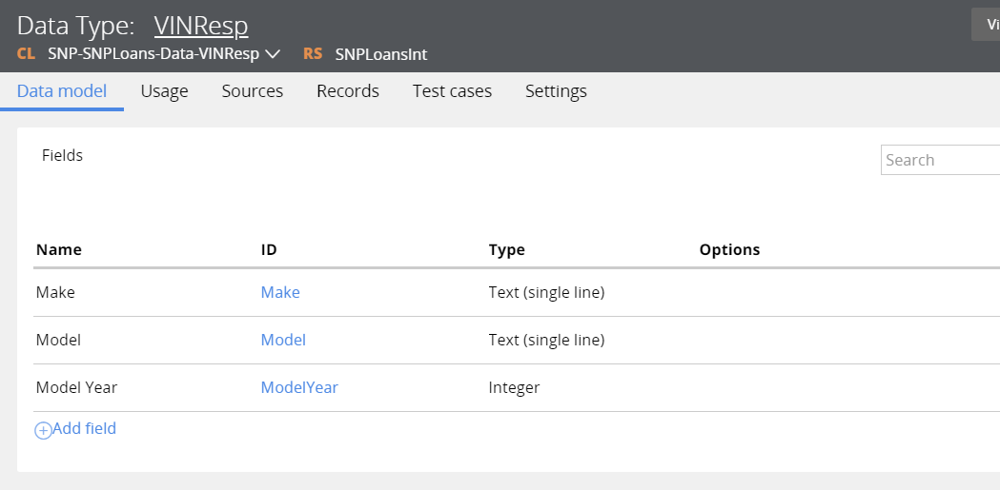 Data Type: VINResp
CL SNP-SNPLoans-Data-VINResp RS SNPLoansInt
Vi
Data model Usage Sources Records Test cases Settings
Fields
Search
Name ID Type Options
Make Make Text (single line)
Model Model Text (single line)
Model Year ModelYear Integer
Add field